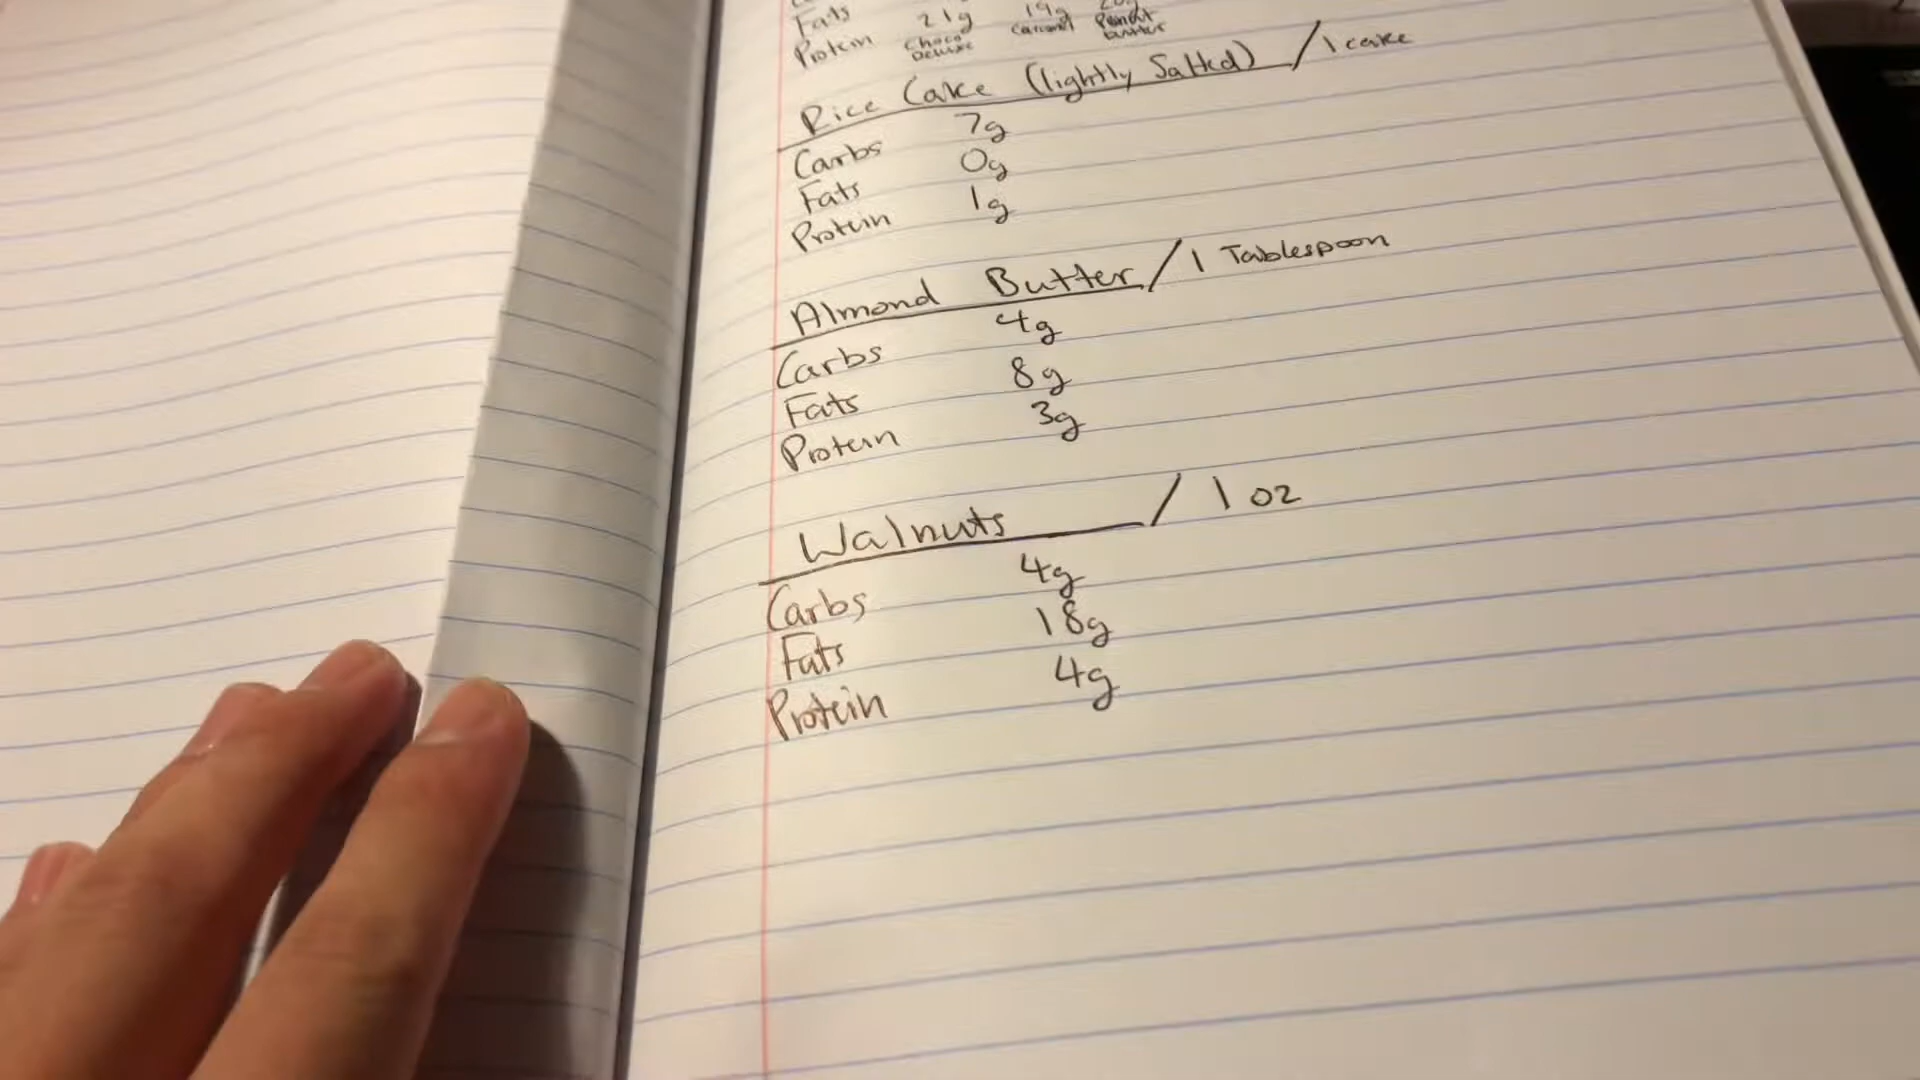 Fats
Protein 21g 19g
Choco Deluxe Caramel Peanut butter
Rice Cake (lightly Salted) / 1 cake
Carbs 7g
Fats 0g
Protein 1g
Almond Butter / 1 Tablespoon
Carbs 4g
Fats 8g
Protein 3g
Walnuts / 1 oz
Carbs 4g
Fats 18g
Protein 4g